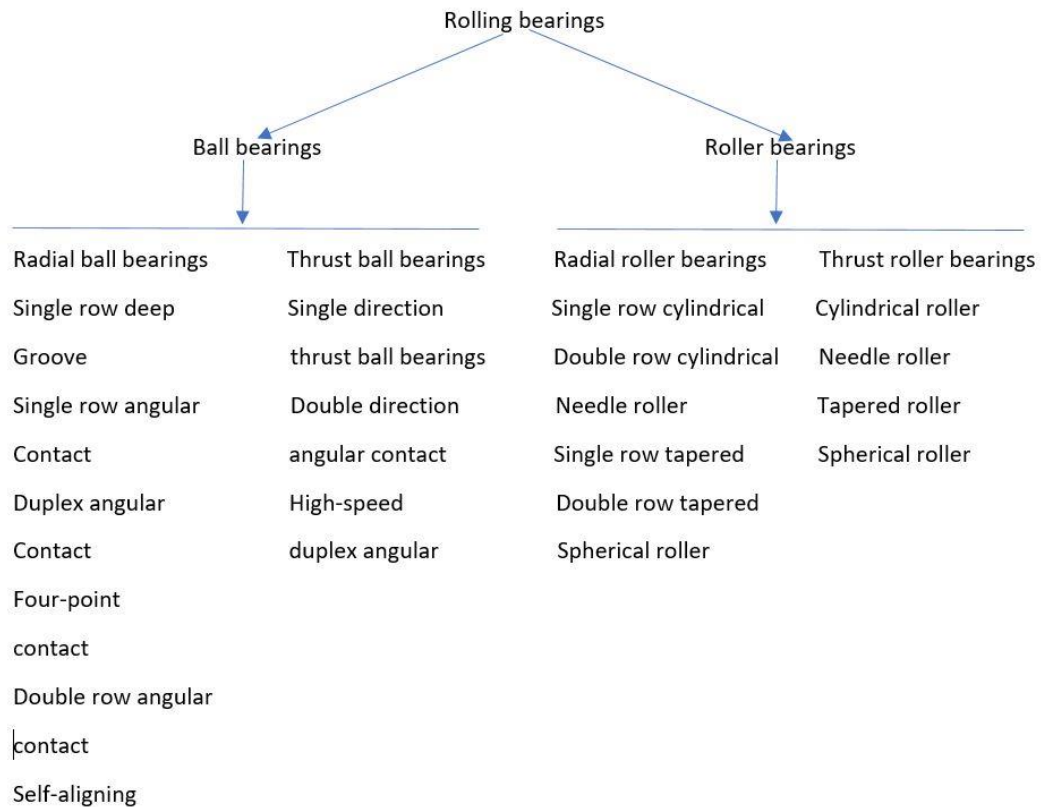 Rolling bearings
Ball bearings
Roller bearings
Radial ball bearings
Single row deep
Groove
Single row angular
Contact
Duplex angular
Contact
Four-point
contact
Double row angular
contact
Self-aligning
Thrust ball bearings
Single direction
thrust ball bearings
Double direction
angular contact
High-speed
duplex angular
Radial roller bearings
Single row cylindrical
Double row cylindrical
Needle roller
Single row tapered
Double row tapered
Spherical roller
Thrust roller bearings
Cylindrical roller
Needle roller
Tapered roller
Spherical roller